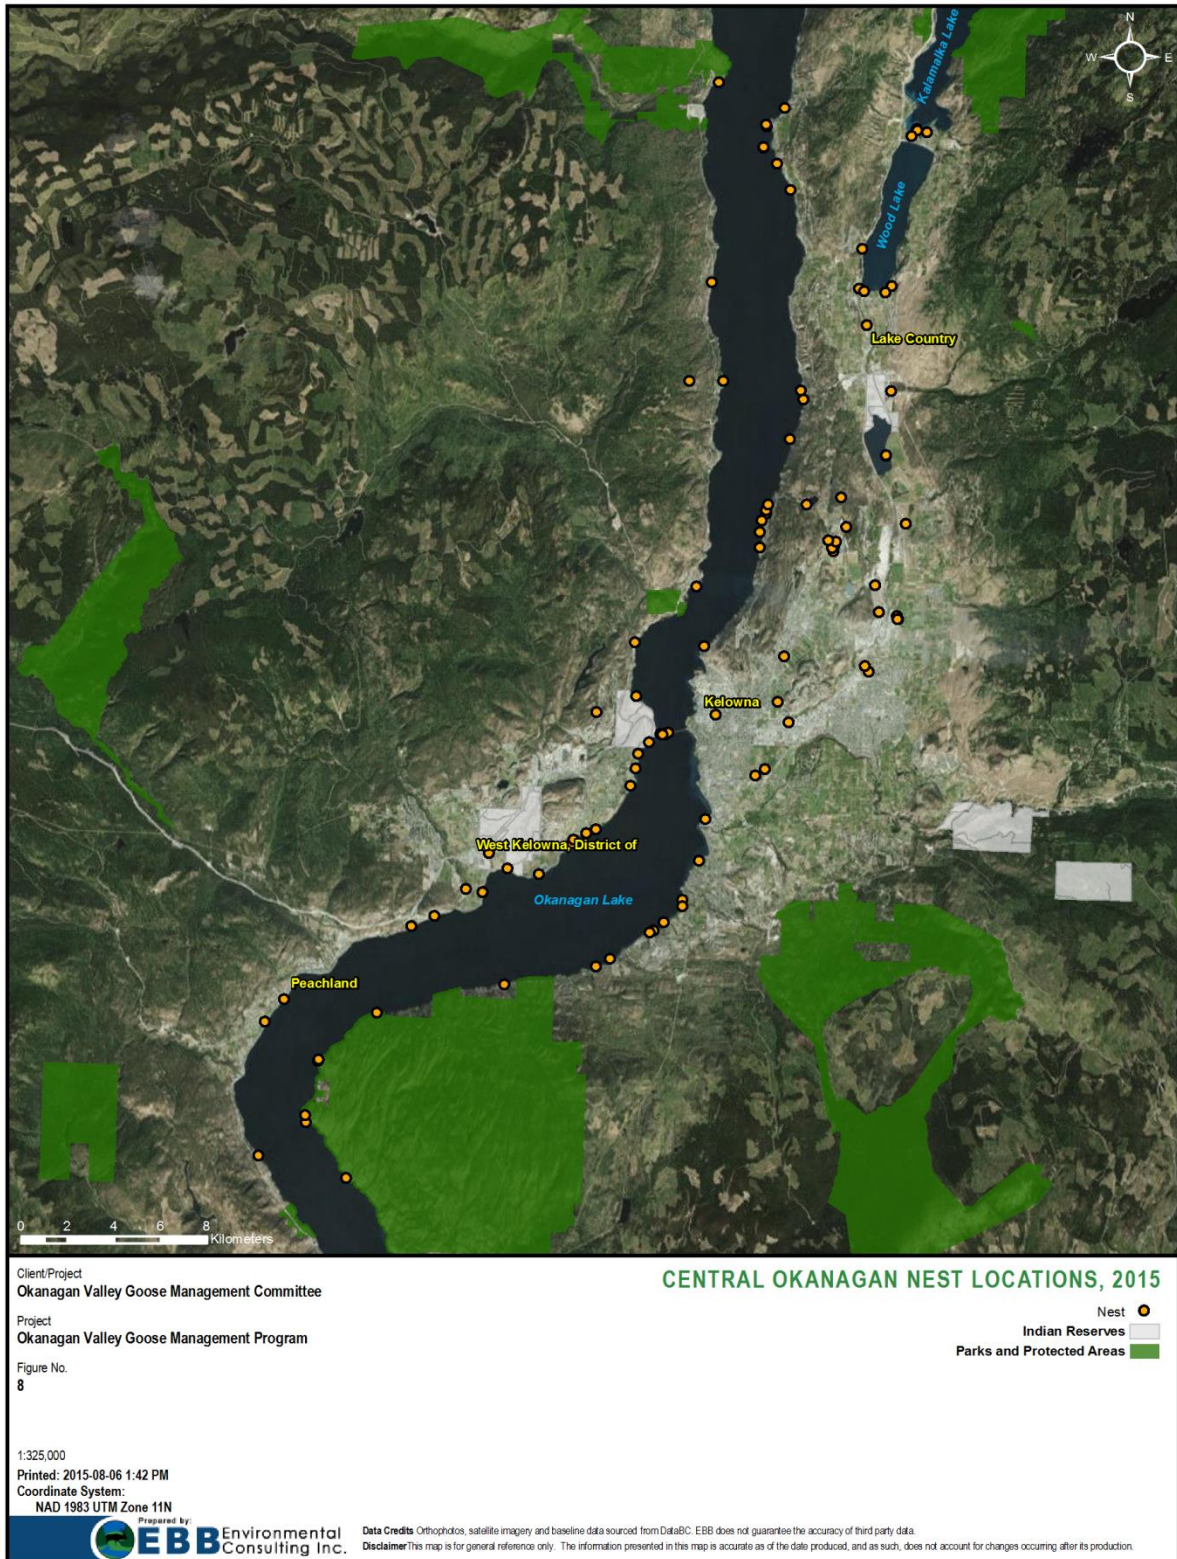 N
W E
S
Kalamalka Lake
Wood Lake
Lake Country
Kelowna
West Kelowna, District of
Okanagan Lake
Peachland
0 2 4 6 8
Kilometers
Client/Project
Okanagan Valley Goose Management Committee
Project
Okanagan Valley Goose Management Program
Figure No.
8
CENTRAL OKANAGAN NEST LOCATIONS, 2015
Nest
Indian Reserves
Parks and Protected Areas
1:325,000
Printed: 2015-08-06 1:42 PM
Coordinate System:
NAD 1983 UTM Zone 11N
Prepared by:
EBB Environmental
Consulting Inc.
Data Credits Orthophotos, satellite imagery and baseline data sourced from DataBC. EBB does not guarantee the accuracy of third party data.
Disclaimer This map is for general reference only. The information presented in this map is accurate as of the date produced, and as such, does not account for changes occurring after its production.